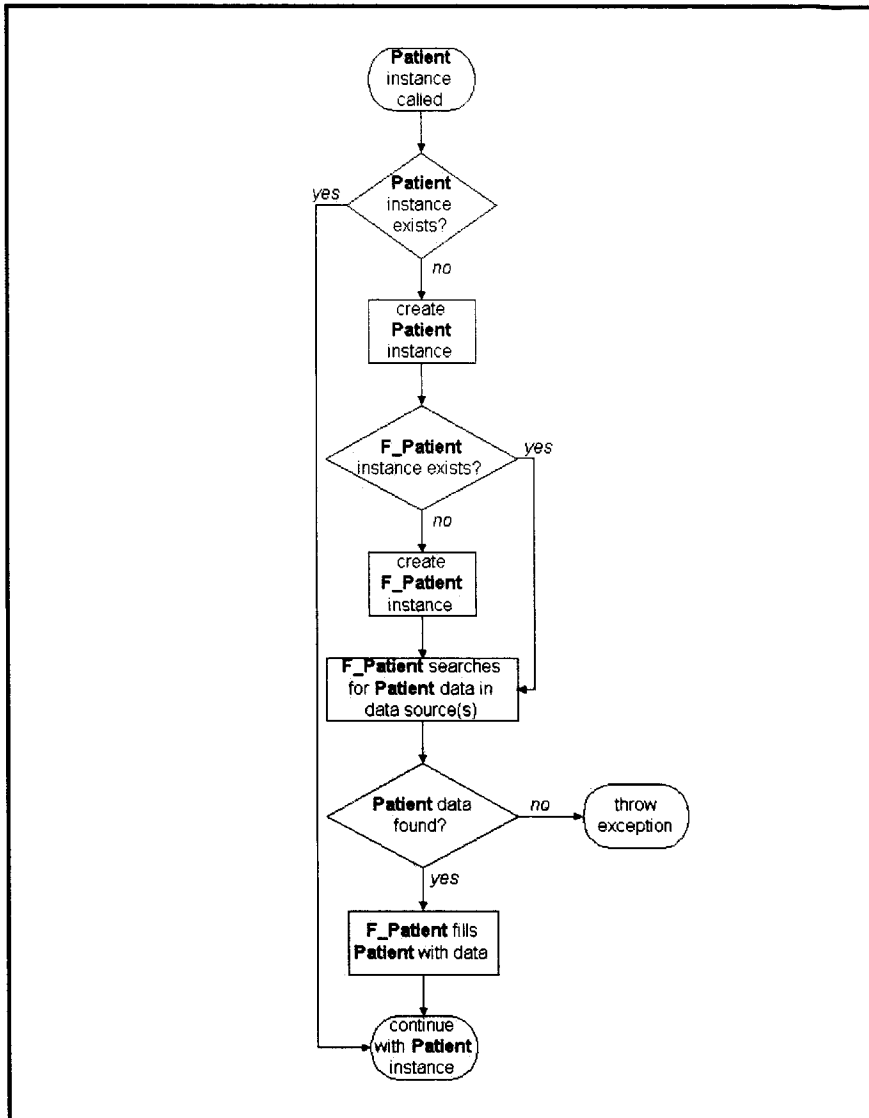 Patient
instance
called
yes
Patient
instance
exists?
no
create
Patient
instance
F_Patient
instance exists?
yes
no
create
F_Patient
instance
F_Patient searches
for Patient data in
data source(s)
Patient data
found?
no
throw
exception
yes
F_Patient fills
Patient with data
continue
with Patient
instance